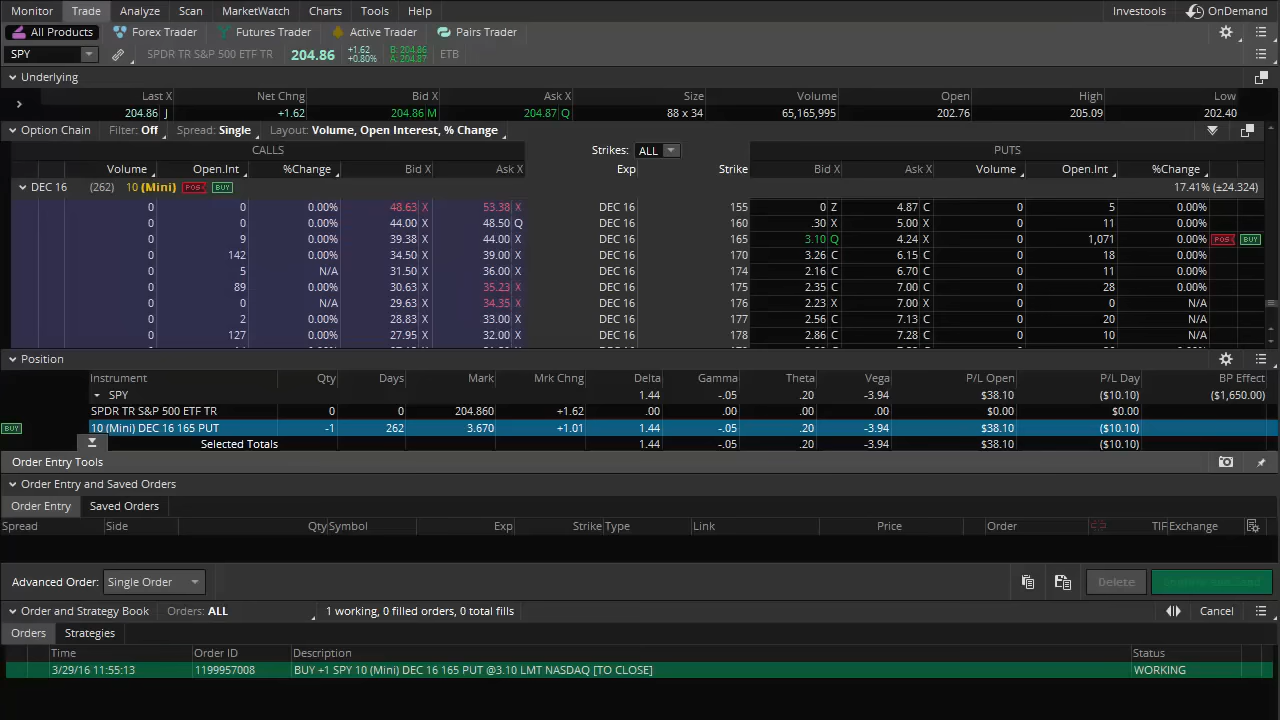 Monitor Trade Analyze Scan MarketWatch Charts Tools Help Investools OnDemand
All Products Forex Trader Futures Trader Active Trader Pairs Trader
SPY SPDR TR S&P 500 ETF TR 204.86 +1.62 +0.80% B: 204.86 A: 204.87 ETB
Underlying
Last X Net Chng Bid X Ask X Size Volume Open High Low
204.86 J +1.62 204.86 M 204.87 Q 88 x 34 65,165,995 202.76 205.09 202.40
Option Chain Filter: Off Spread: Single Layout: Volume, Open Interest, % Change
CALLS Strikes: ALL PUTS
Volume Open.Int %Change Bid X Ask X Exp Strike Bid X Ask X Volume Open.Int %Change
DEC 16 (262) 10 (Mini) POS BUY 17.41% (±24.324)
0 0 0.00% 48.63 X 53.38 X DEC 16 155 0 Z 4.87 C 0 5 0.00%
0 0 0.00% 44.00 X 48.50 Q DEC 16 160 .30 X 5.00 X 0 11 0.00%
0 9 0.00% 39.38 X 44.00 X DEC 16 165 3.10 Q 4.24 X 0 1,071 0.00% POS BUY
0 142 0.00% 34.50 X 39.00 X DEC 16 170 3.26 C 6.15 C 0 18 0.00%
0 5 N/A 31.50 X 36.00 X DEC 16 174 2.16 C 6.70 C 0 11 0.00%
0 89 0.00% 30.63 X 35.23 X DEC 16 175 2.35 C 7.00 C 0 28 0.00%
0 0 N/A 29.63 X 34.35 X DEC 16 176 2.23 X 7.00 X 0 0 N/A
0 2 0.00% 28.83 X 33.00 X DEC 16 177 2.56 C 7.13 C 0 20 N/A
0 127 0.00% 27.95 X 32.00 X DEC 16 178 2.86 C 7.28 C 0 10 N/A
Position
Instrument Qty Days Mark Mrk Chng Delta Gamma Theta Vega P/L Open P/L Day BP Effect
SPY 1.44 -.05 .20 -3.94 $38.10 ($10.10) ($1,650.00)
SPDR TR S&P 500 ETF TR 0 0 204.860 +1.62 .00 .00 .00 .00 $0.00 $0.00
BUY 10 (Mini) DEC 16 165 PUT -1 262 3.670 +1.01 1.44 -.05 .20 -3.94 $38.10 ($10.10)
Selected Totals 1.44 -.05 .20 -3.94 $38.10 ($10.10)
Order Entry Tools
Order Entry and Saved Orders
Order Entry Saved Orders
Spread Side Qty Symbol Exp Strike Type Link Price Order TIF Exchange
Advanced Order: Single Order Delete
Order and Strategy Book Orders: ALL 1 working, 0 filled orders, 0 total fills Cancel
Orders Strategies
Time Order ID Description Status
3/29/16 11:55:13 1199957008 BUY +1 SPY 10 (Mini) DEC 16 165 PUT @3.10 LMT NASDAQ [TO CLOSE] WORKING